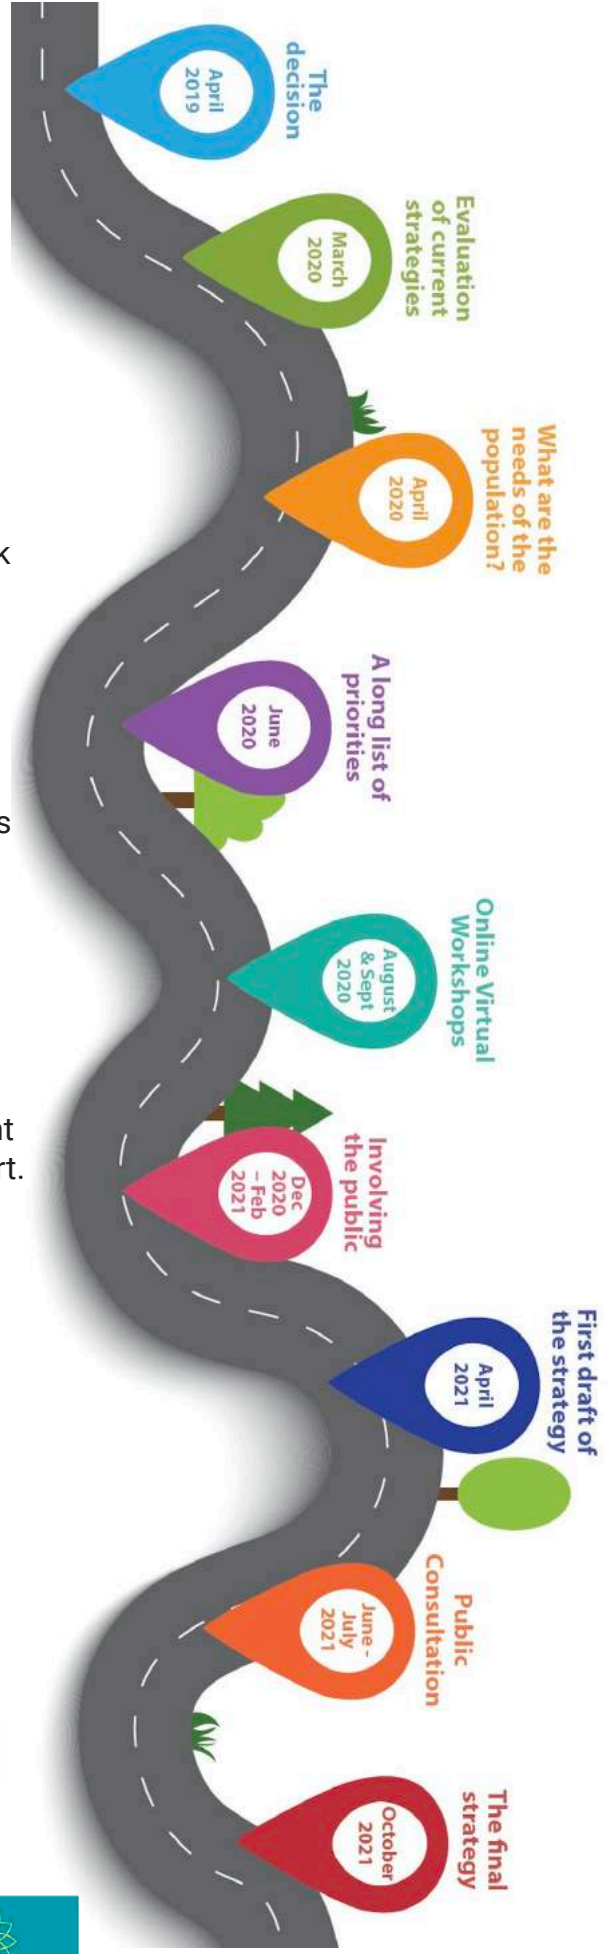 The
decision
April
2019
Evaluation
of current
strategies
March
2020
What are the
needs of the
population?
April
2020
A long list of
priorities
June
2020
Online Virtual
Workshops
August
& Sept
2020
Involving
the public
Dec
2020
– Feb
2021
First draft of
the strategy
April
2021
Public
Consultation
June -
July
2021
The final
strategy
October
2021